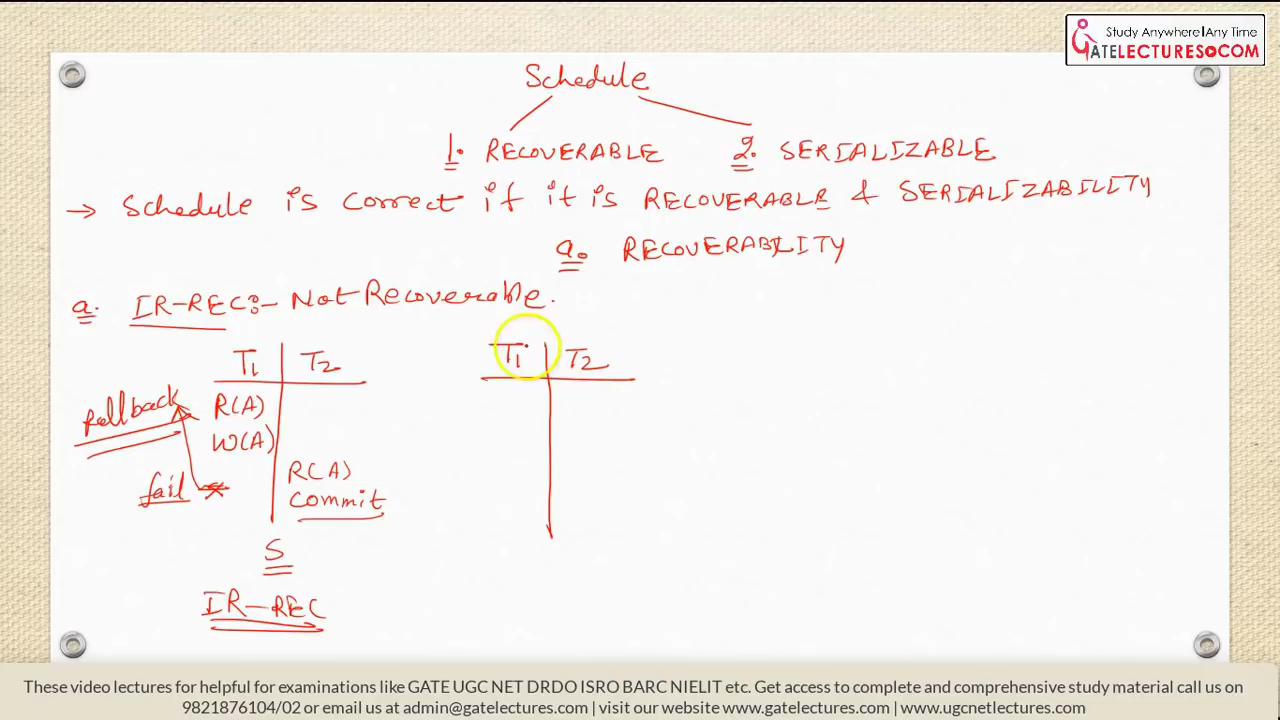 Study Anywhere|Any Time
GATELECTURES.COM
Schedule
1. RECOVERABLE
2. SERIALIZABLE
→ Schedule is correct if it is RECOVERABLE & SERIALIZABILITY
a. RECOVERABILITY
a. IR-REC:- Not Recoverable.
T1 T2
R(A)
W(A)
Rollback
fail
R(A)
commit
S
IR-REC
T1 T2
These video lectures for helpful for examinations like GATE UGC NET DRDO ISRO BARC NIELIT etc. Get access to complete and comprehensive study material call us on
9821876104/02 or email us at admin@gatelectures.com | visit our website www.gatelectures.com | www.ugcnetlectures.com